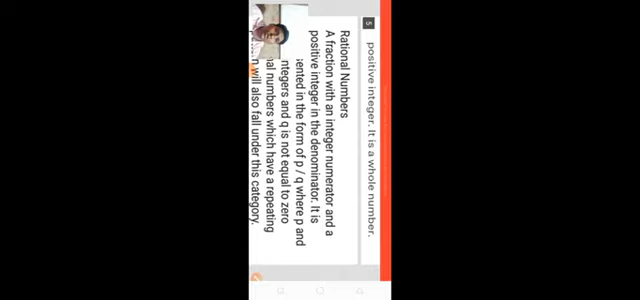 5
positive integer. It is a whole number.
Rational Numbers
A fraction with an integer numerator and a
positive integer in the denominator. It is
sented in the form of p / q where p and
ntegers and q is not equal to zero
nal numbers which have a repeating
n will also fall under this category.